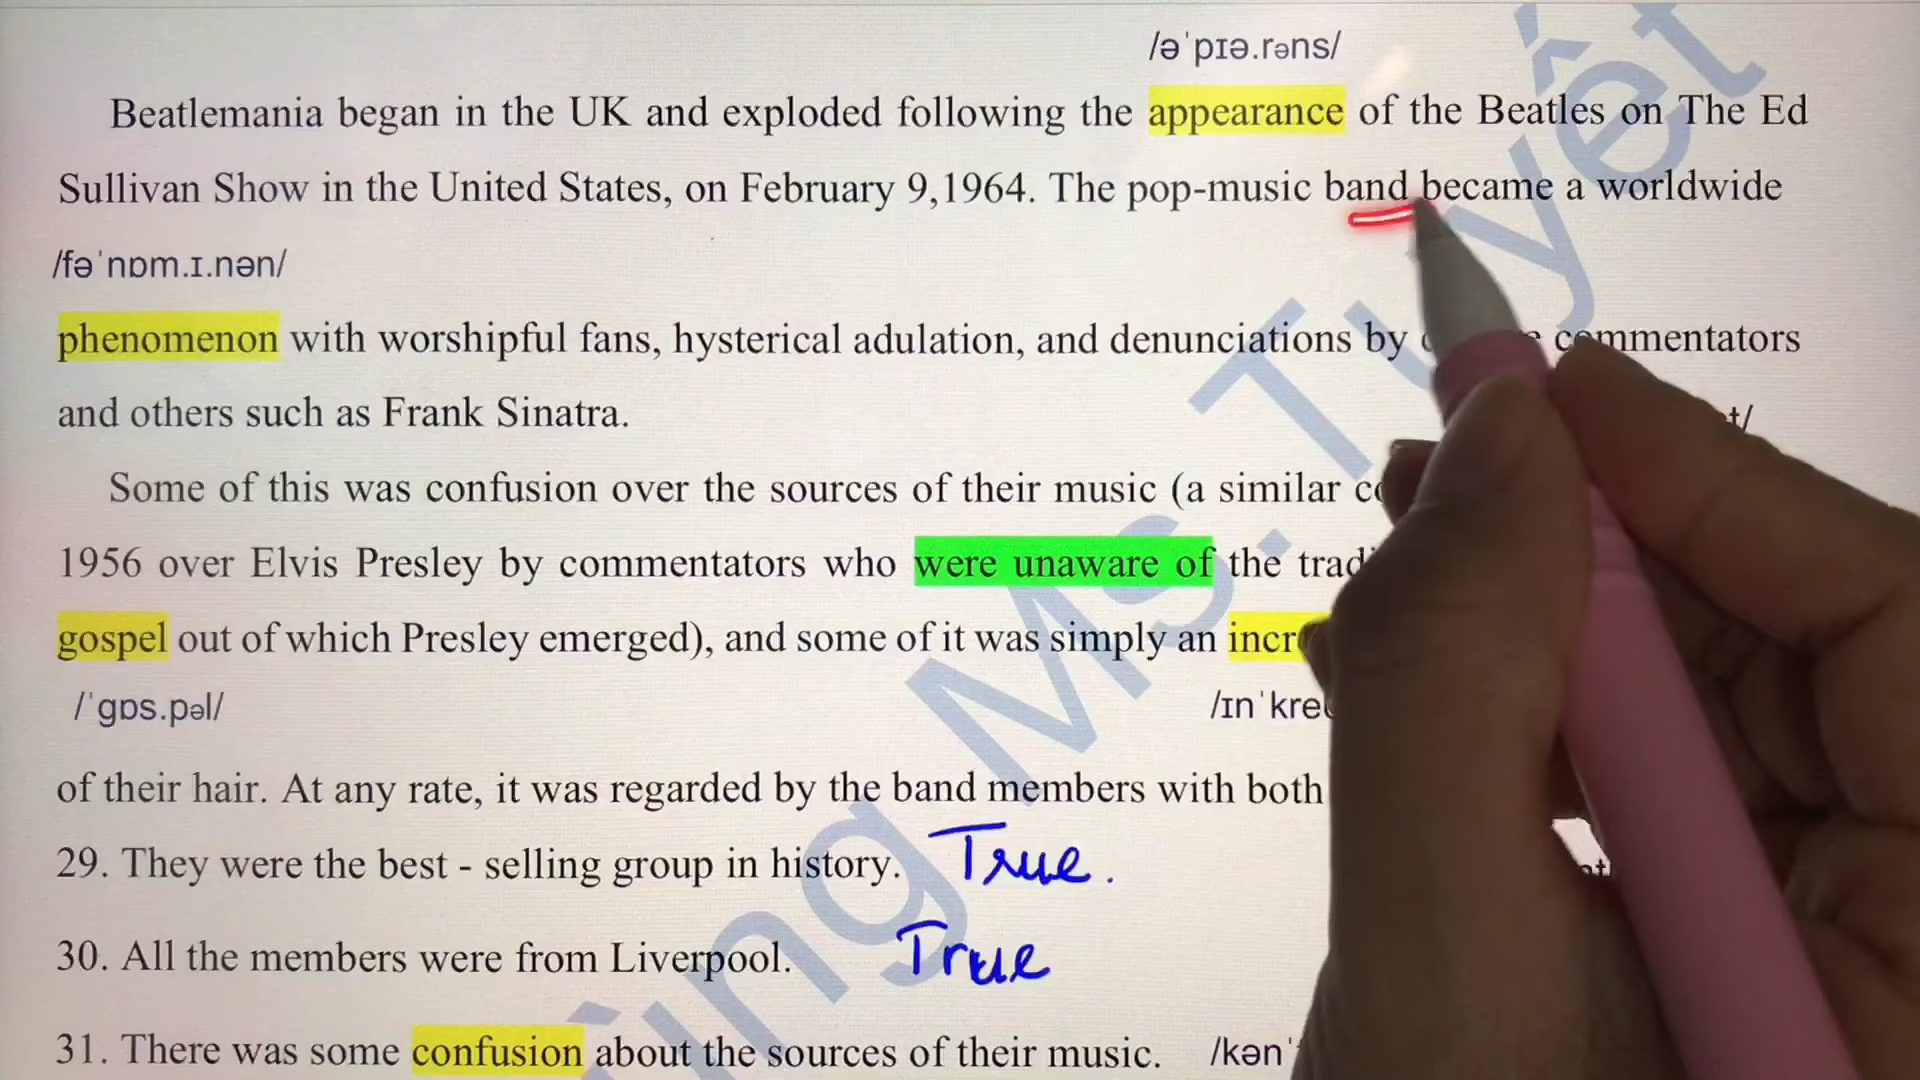 /əˈpɪə.rəns/
Beatlemania began in the UK and exploded following the appearance of the Beatles on The Ed
Sullivan Show in the United States, on February 9,1964. The pop-music band became a worldwide
/fəˈnɒm.ɪ.nən/
phenomenon with worshipful fans, hysterical adulation, and denunciations by commentators
and others such as Frank Sinatra.
Some of this was confusion over the sources of their music (a similar
1956 over Elvis Presley by commentators who were unaware of the
gospel out of which Presley emerged), and some of it was simply an
/ˈɡɒs.pəl/
of their hair. At any rate, it was regarded by the band members with both
29. They were the best - selling group in history. True.
30. All the members were from Liverpool. True
31. There was some confusion about the sources of their music.
ùng Ms. Tuyết